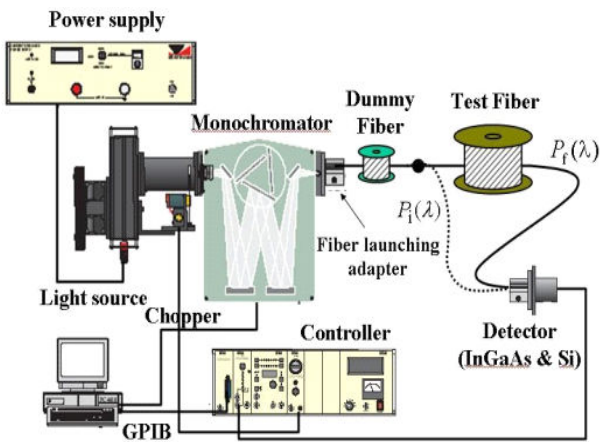 Power supply
Dummy
Fiber
Test Fiber
Monochromator
Pf(λ)
Pi(λ)
Fiber launching
adapter
Light source
Chopper
Controller
Detector
(InGaAs & Si)
GPIB